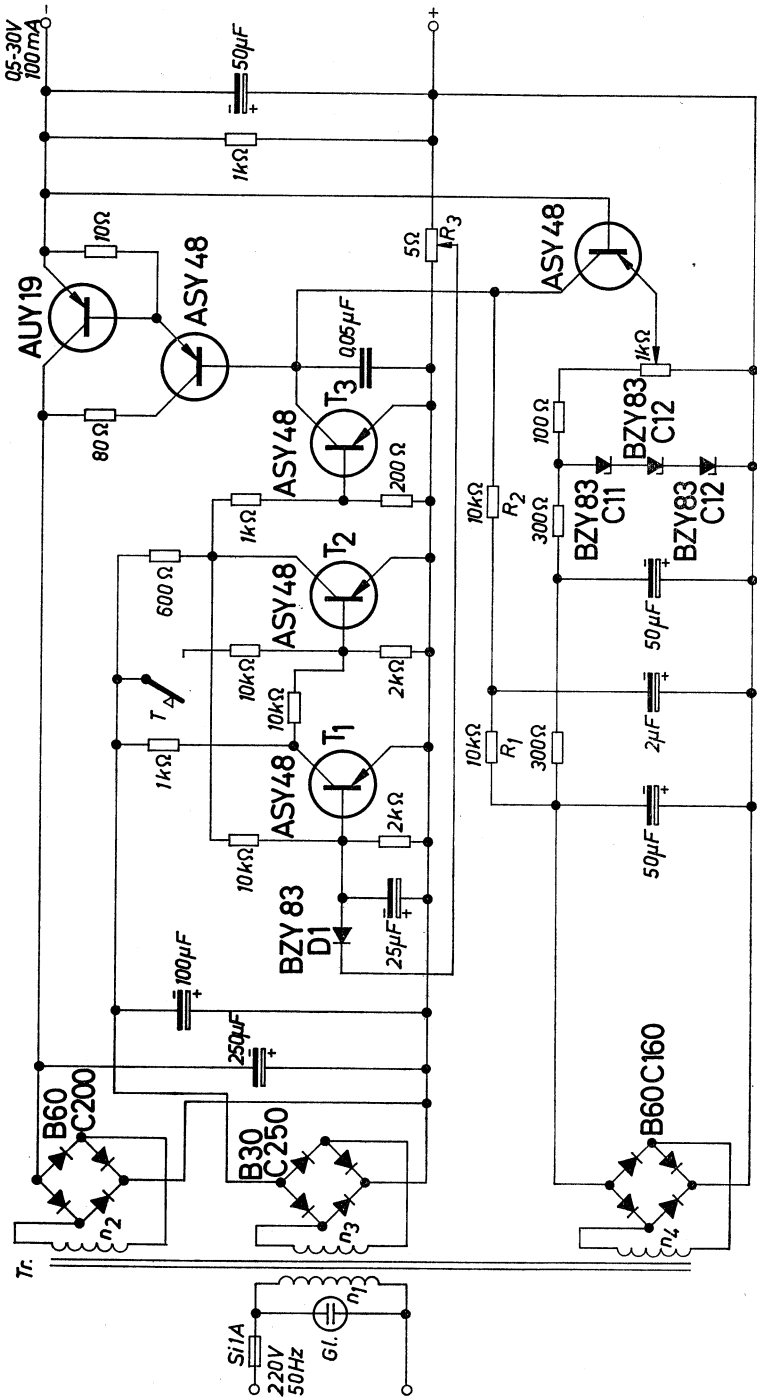 0,5-30V
100mA
-
+
50µF
1kΩ
10Ω
AUY19
ASY48
80Ω
0,05µF
5Ω
R3
ASY48
1kΩ
BZY83
C12
100Ω
BZY83
C11
BZY83
C12
T3
ASY48
200Ω
1kΩ
600Ω
T2
ASY48
10kΩ
2kΩ
10kΩ
T
1kΩ
T1
ASY48
10kΩ
2kΩ
BZY83
D1
25µF
10kΩ
R2
300Ω
50µF
2µF
10kΩ
R1
300Ω
50µF
100µF
250µF
B60
C200
B30
C250
B60C160
n2
n3
n4
Tr.
n1
Si1A
220V
50Hz
Gl.